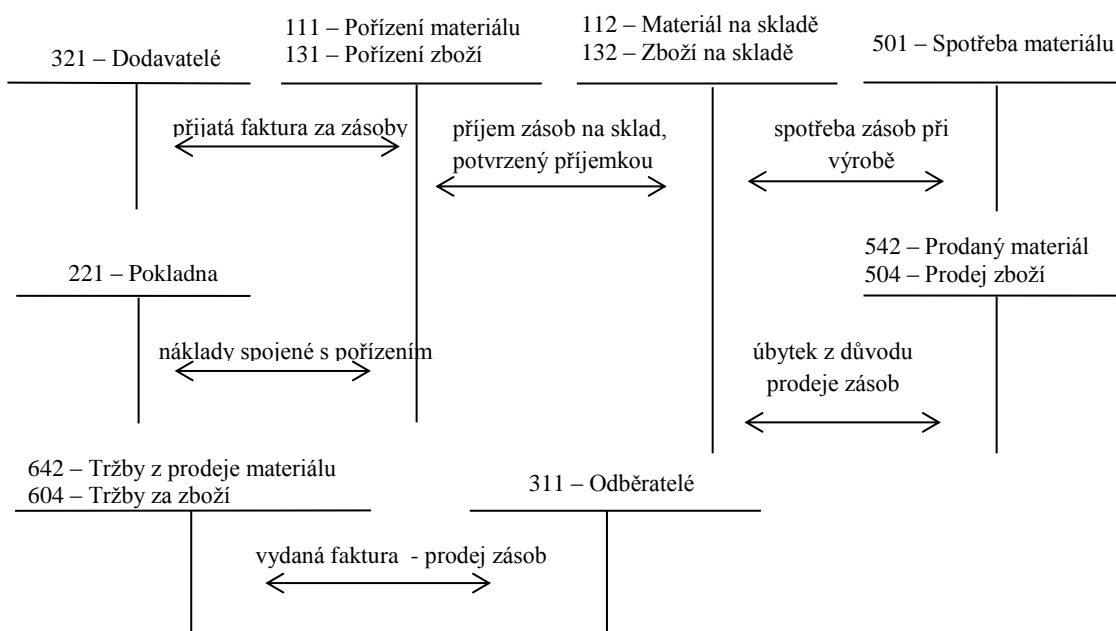 321 – Dodavatelé
111 – Pořízení materiálu
131 – Pořízení zboží
112 – Materiál na skladě
132 – Zboží na skladě
501 – Spotřeba materiálu
přijatá faktura za zásoby
příjem zásob na sklad,
potvrzený příjemkou
spotřeba zásob při
výrobě
221 – Pokladna
542 – Prodaný materiál
504 – Prodej zboží
náklady spojené s pořízením
úbytek z důvodu
prodeje zásob
642 – Tržby z prodeje materiálu
604 – Tržby za zboží
311 – Odběratelé
vydaná faktura - prodej zásob